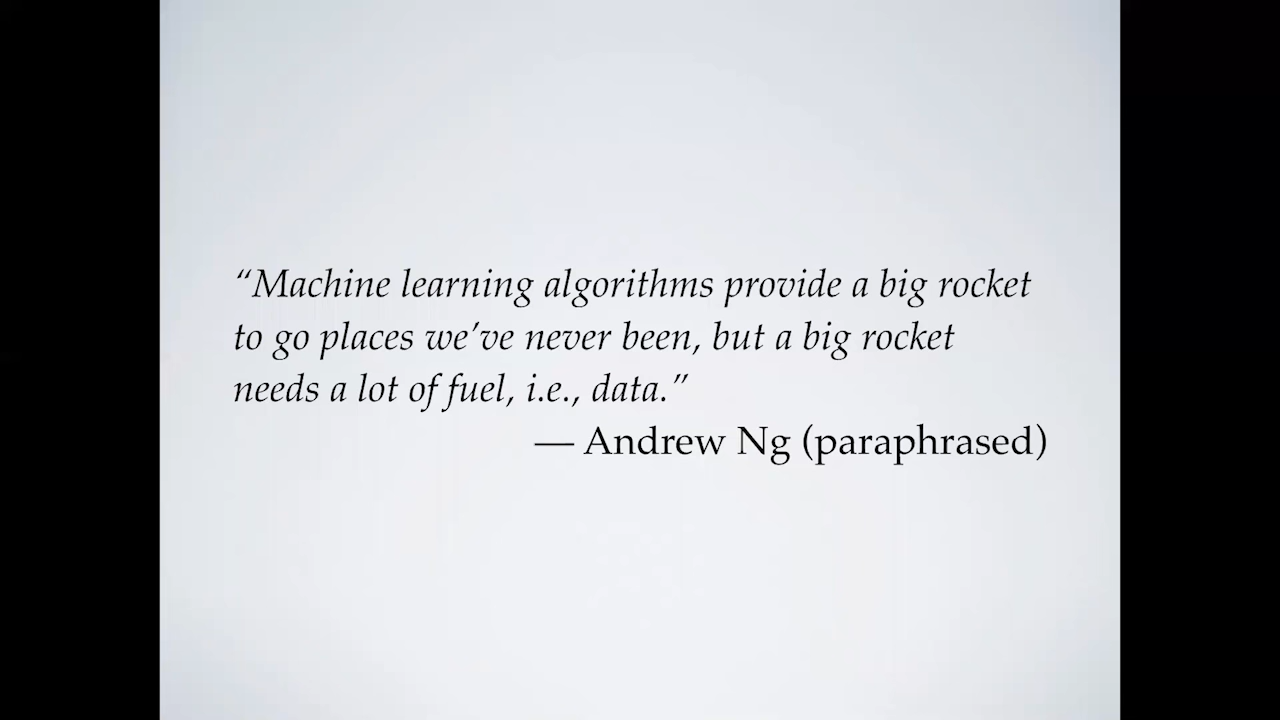 “Machine learning algorithms provide a big rocket
to go places we’ve never been, but a big rocket
needs a lot of fuel, i.e., data.”
— Andrew Ng (paraphrased)